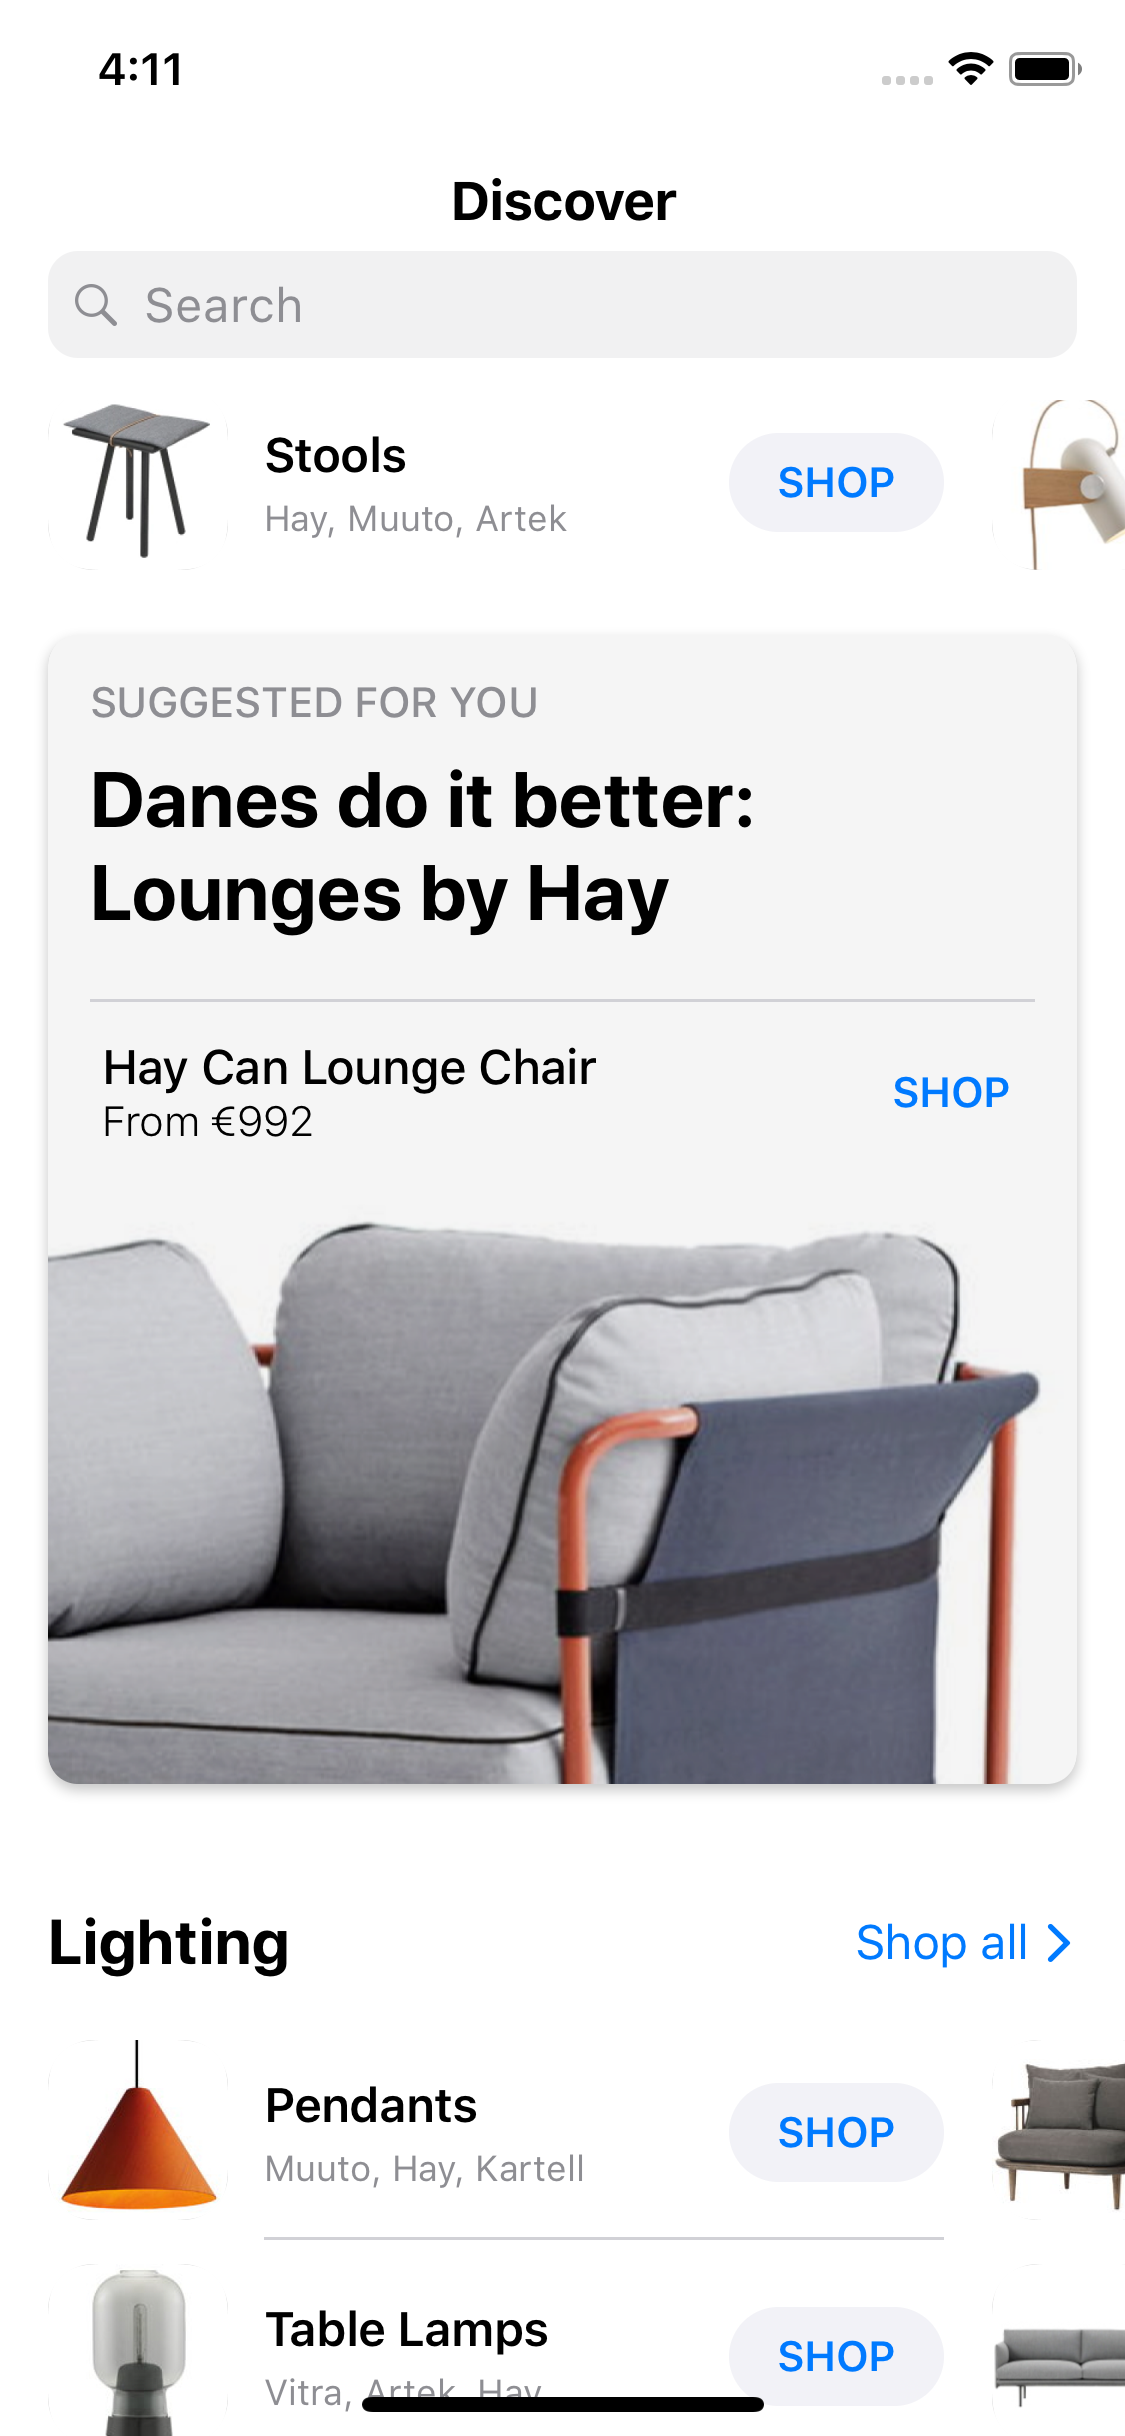 4:11
Discover
Search
Stools
Hay, Muuto, Artek
SHOP
SUGGESTED FOR YOU
Danes do it better:
Lounges by Hay
Hay Can Lounge Chair
From €992
SHOP
Lighting
Shop all
Pendants
Muuto, Hay, Kartell
SHOP
Table Lamps
Vitra, Artek, Hay
SHOP